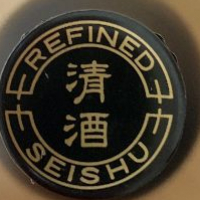 REFINED
清
酒
SEISHU